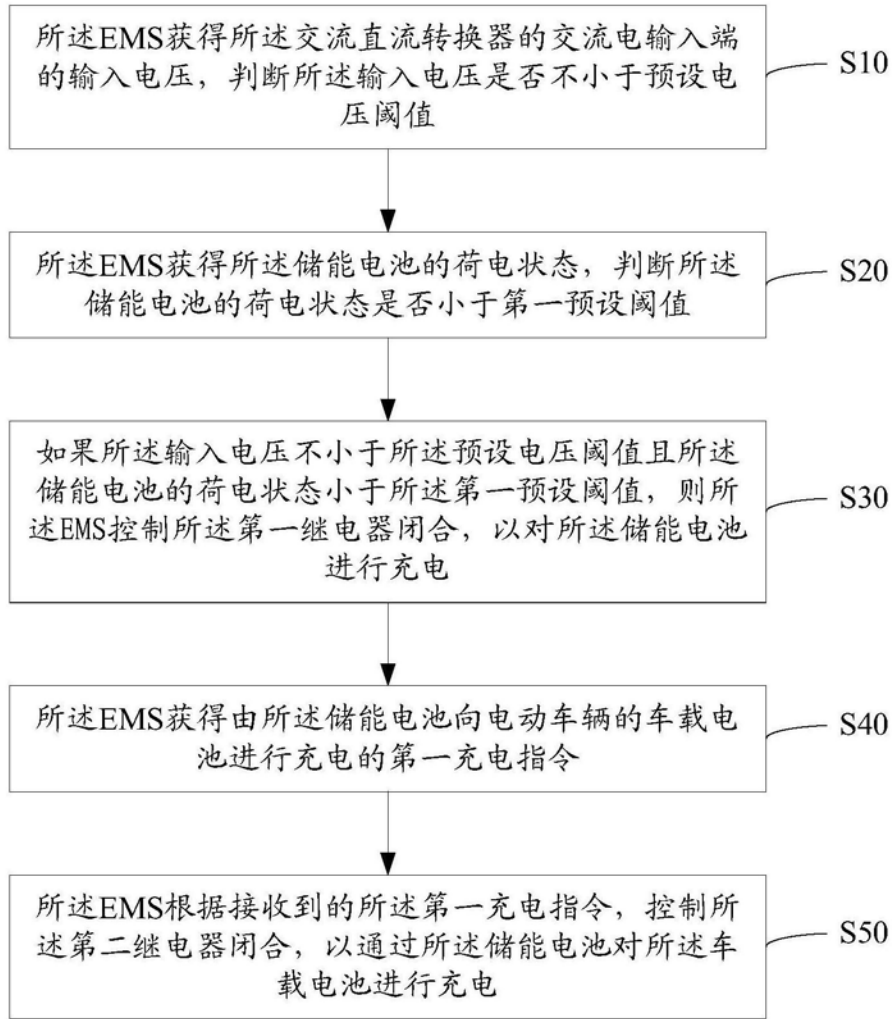 所述EMS获得所述交流直流转换器的交流电输入端
的输入电压，判断所述输入电压是否不小于预设电
压阈值
S10
所述EMS获得所述储能电池的荷电状态，判断所述
储能电池的荷电状态是否小于第一预设阈值
S20
如果所述输入电压不小于所述预设电压阈值且所述
储能电池的荷电状态小于所述第一预设阈值，则所
述EMS控制所述第一继电器闭合，以对所述储能电池
进行充电
S30
所述EMS获得由所述储能电池向电动车辆的车载电
池进行充电的第一充电指令
S40
所述EMS根据接收到的所述第一充电指令，控制所
述第二继电器闭合，以通过所述储能电池对所述车
载电池进行充电
S50